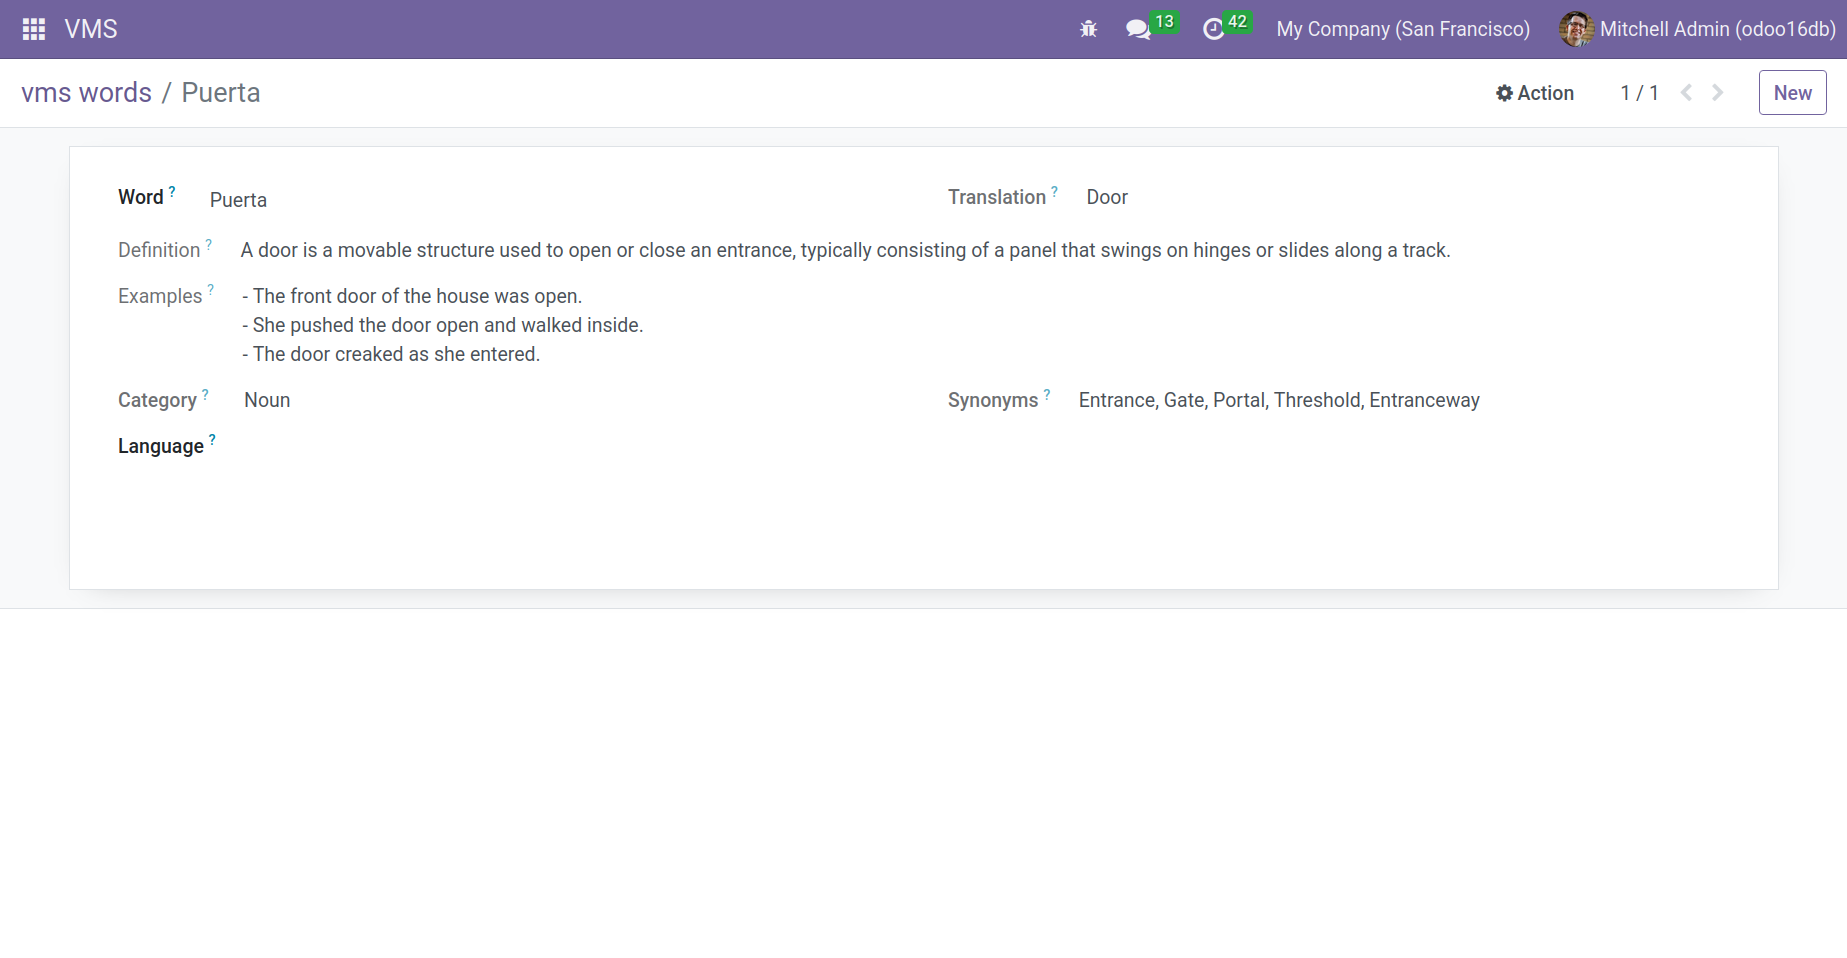 VMS
13
42
My Company (San Francisco)
Mitchell Admin (odoo16db)
vms words / Puerta
Action
1 / 1
New
Word ? Puerta
Translation ? Door
Definition ? A door is a movable structure used to open or close an entrance, typically consisting of a panel that swings on hinges or slides along a track.
Examples ? - The front door of the house was open.
- She pushed the door open and walked inside.
- The door creaked as she entered.
Category ? Noun
Synonyms ? Entrance, Gate, Portal, Threshold, Entranceway
Language ?